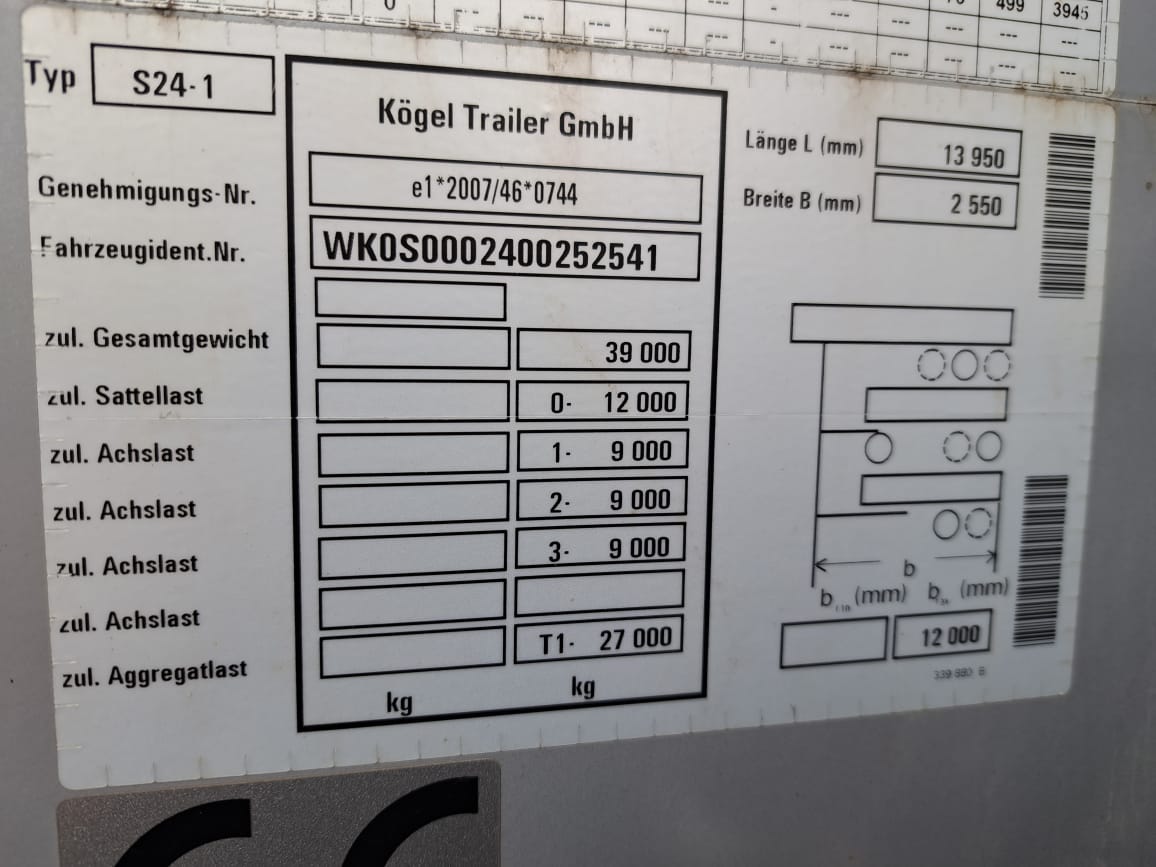 0
---
---
---
---
---
---
---
499
3945
---
---
---
Typ S24-1
Kögel Trailer GmbH
Länge L (mm) 13 950
Genehmigungs-Nr. e1*2007/46*0744
Breite B (mm) 2 550
Fahrzeugident.Nr. WK0S0002400252541
zul. Gesamtgewicht 39 000
zul. Sattellast 0- 12 000
zul. Achslast 1- 9 000
zul. Achslast 2- 9 000
zul. Achslast 3- 9 000
zul. Achslast
zul. Aggregatlast T1- 27 000
kg kg
b
b (mm) b (mm)
12 000
339 880 B
CE